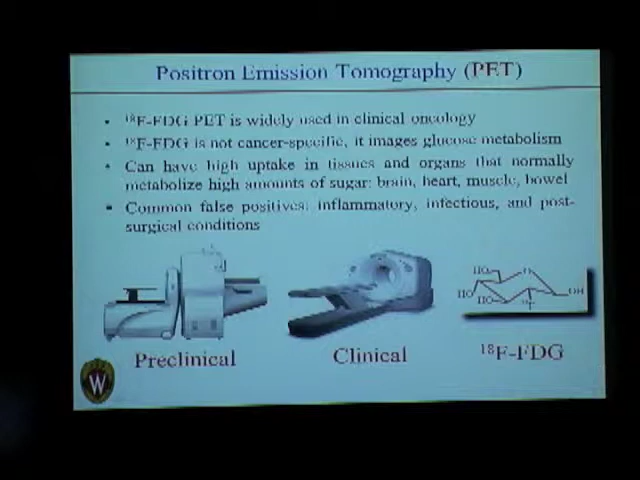 Positron Emission Tomography (PET)
▪ ¹⁸F-FDG PET is widely used in clinical oncology
▪ ¹⁸F-FDG is not cancer-specific, it images glucose metabolism
▪ Can have high uptake in tissues and organs that normally
metabolize high amounts of sugar: brain, heart, muscle, bowel
▪ Common false positives: inflammatory, infectious, and post-
surgical conditions
HO
O
HO
HO
OH
¹⁸F
Preclinical
Clinical
¹⁸F-FDG
W